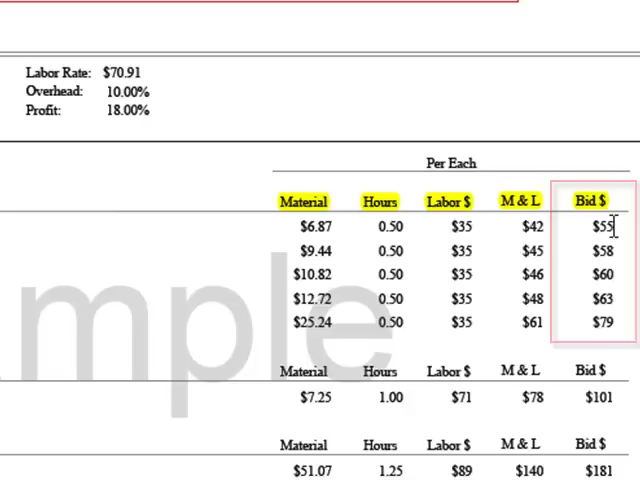 Labor Rate: $70.91
Overhead: 10.00%
Profit: 18.00%
Per Each
Material Hours Labor $ M & L Bid $
$6.87 0.50 $35 $42 $55
$9.44 0.50 $35 $45 $58
$10.82 0.50 $35 $46 $60
$12.72 0.50 $35 $48 $63
$25.24 0.50 $35 $61 $79
mple
Material Hours Labor $ M & L Bid $
$7.25 1.00 $71 $78 $101
Material Hours Labor $ M & L Bid $
$51.07 1.25 $89 $140 $181